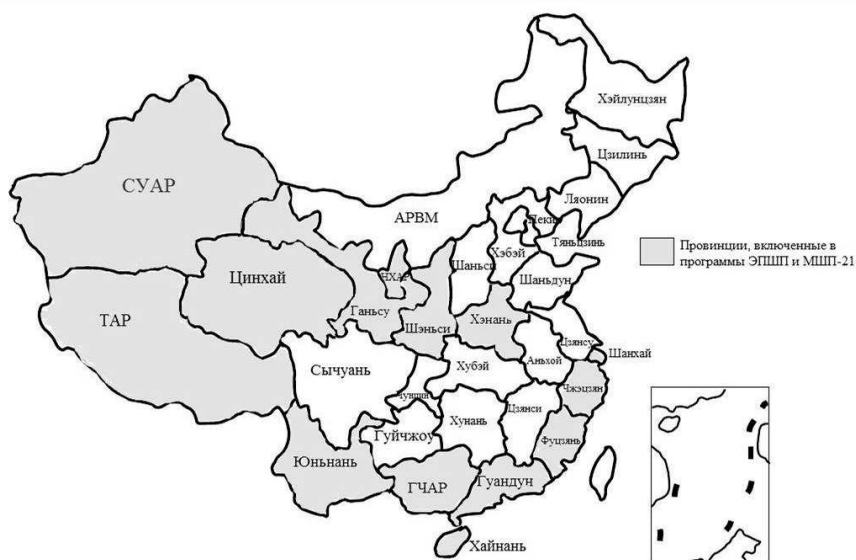 Хэйлунцзян
Цзилинь
Ляонин
СУАР
АРВМ
Пекин
Тяньцзинь
Хэбэй
Шаньси
Шаньдун
Провинции, включенные в
программы ЭПШП и МШП-21
Цинхай
НХАР
Ганьсу
ТАР
Шэньси
Хэнань
Цзянсу
Шанхай
Аньхой
Сычуань
Хубэй
Чунцин
Чжэцзян
Цзянси
Хунань
Гуйчжоу
Фуцзянь
Юньнань
ГЧАР
Гуандун
Хайнань